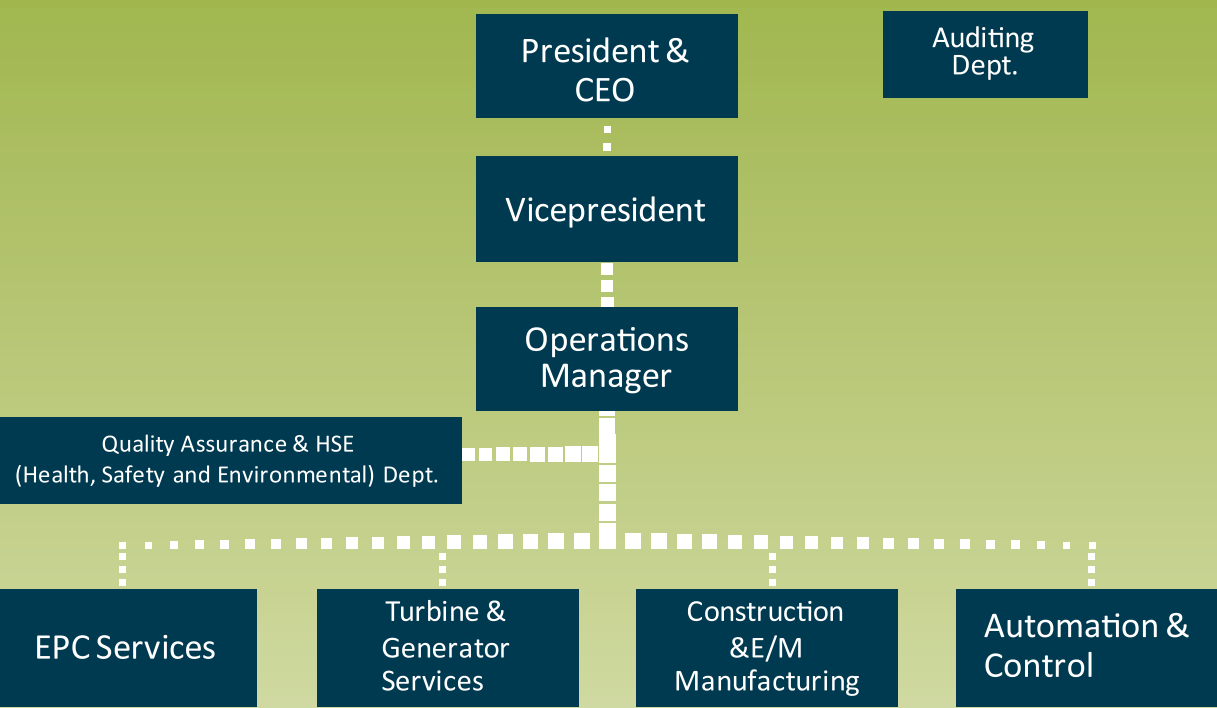 President &
CEO
Auditing
Dept.
Vicepresident
Operations
Manager
Quality Assurance & HSE
(Health, Safety and Environmental) Dept.
EPC Services
Turbine &
Generator
Services
Construction
&E/M
Manufacturing
Automation &
Control